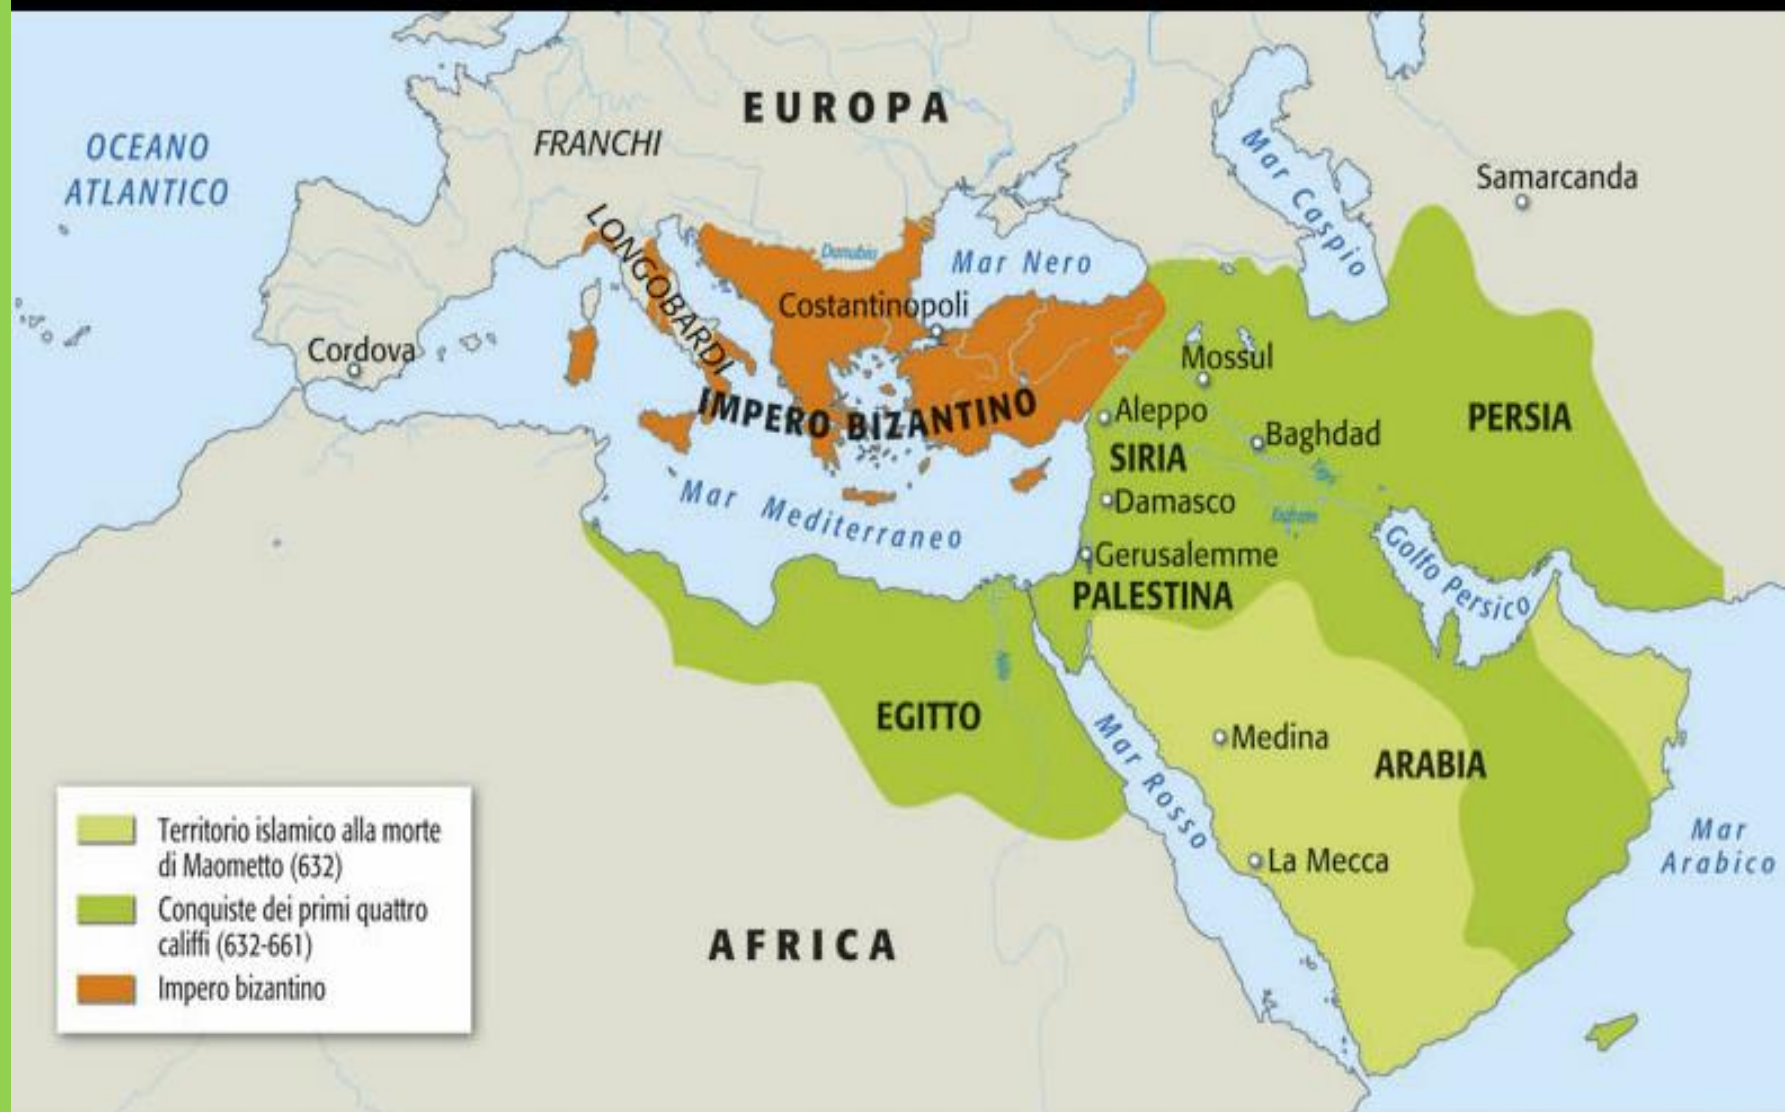 EUROPA
OCEANO
ATLANTICO
FRANCHI
Mar Caspio
Samarcanda
LONGOBARDI
Danubio
Mar Nero
Costantinopoli
Cordova
Mossul
IMPERO BIZANTINO
Aleppo
PERSIA
Baghdad
SIRIA
Mar Mediterraneo
Damasco
Golfo Persico
Gerusalemme
PALESTINA
EGITTO
Mar Rosso
Medina
ARABIA
Mar
Arabico
La Mecca
AFRICA
Territorio islamico alla morte
di Maometto (632)
Conquiste dei primi quattro
califfi (632-661)
Impero bizantino